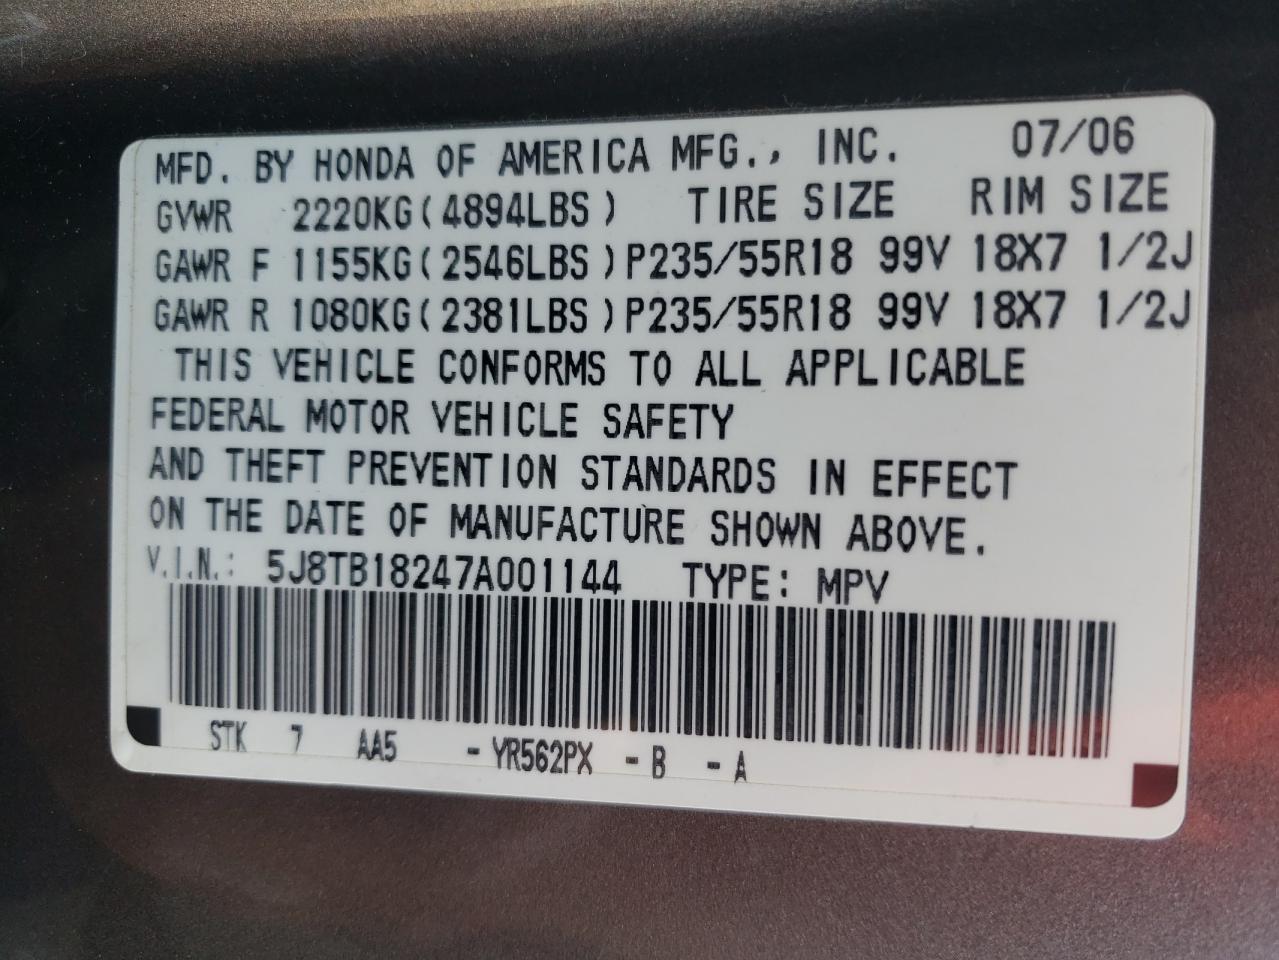 MFD. BY HONDA OF AMERICA MFG., INC. 07/06
GVWR 2220KG(4894LBS) TIRE SIZE RIM SIZE
GAWR F 1155KG(2546LBS)P235/55R18 99V 18X7 1/2J
GAWR R 1080KG(2381LBS)P235/55R18 99V 18X7 1/2J
THIS VEHICLE CONFORMS TO ALL APPLICABLE
FEDERAL MOTOR VEHICLE SAFETY
AND THEFT PREVENTION STANDARDS IN EFFECT
ON THE DATE OF MANUFACTURE SHOWN ABOVE.
V.I.N.: 5J8TB18247A001144 TYPE: MPV
STK 7 AA5 -YR562PX -B -A